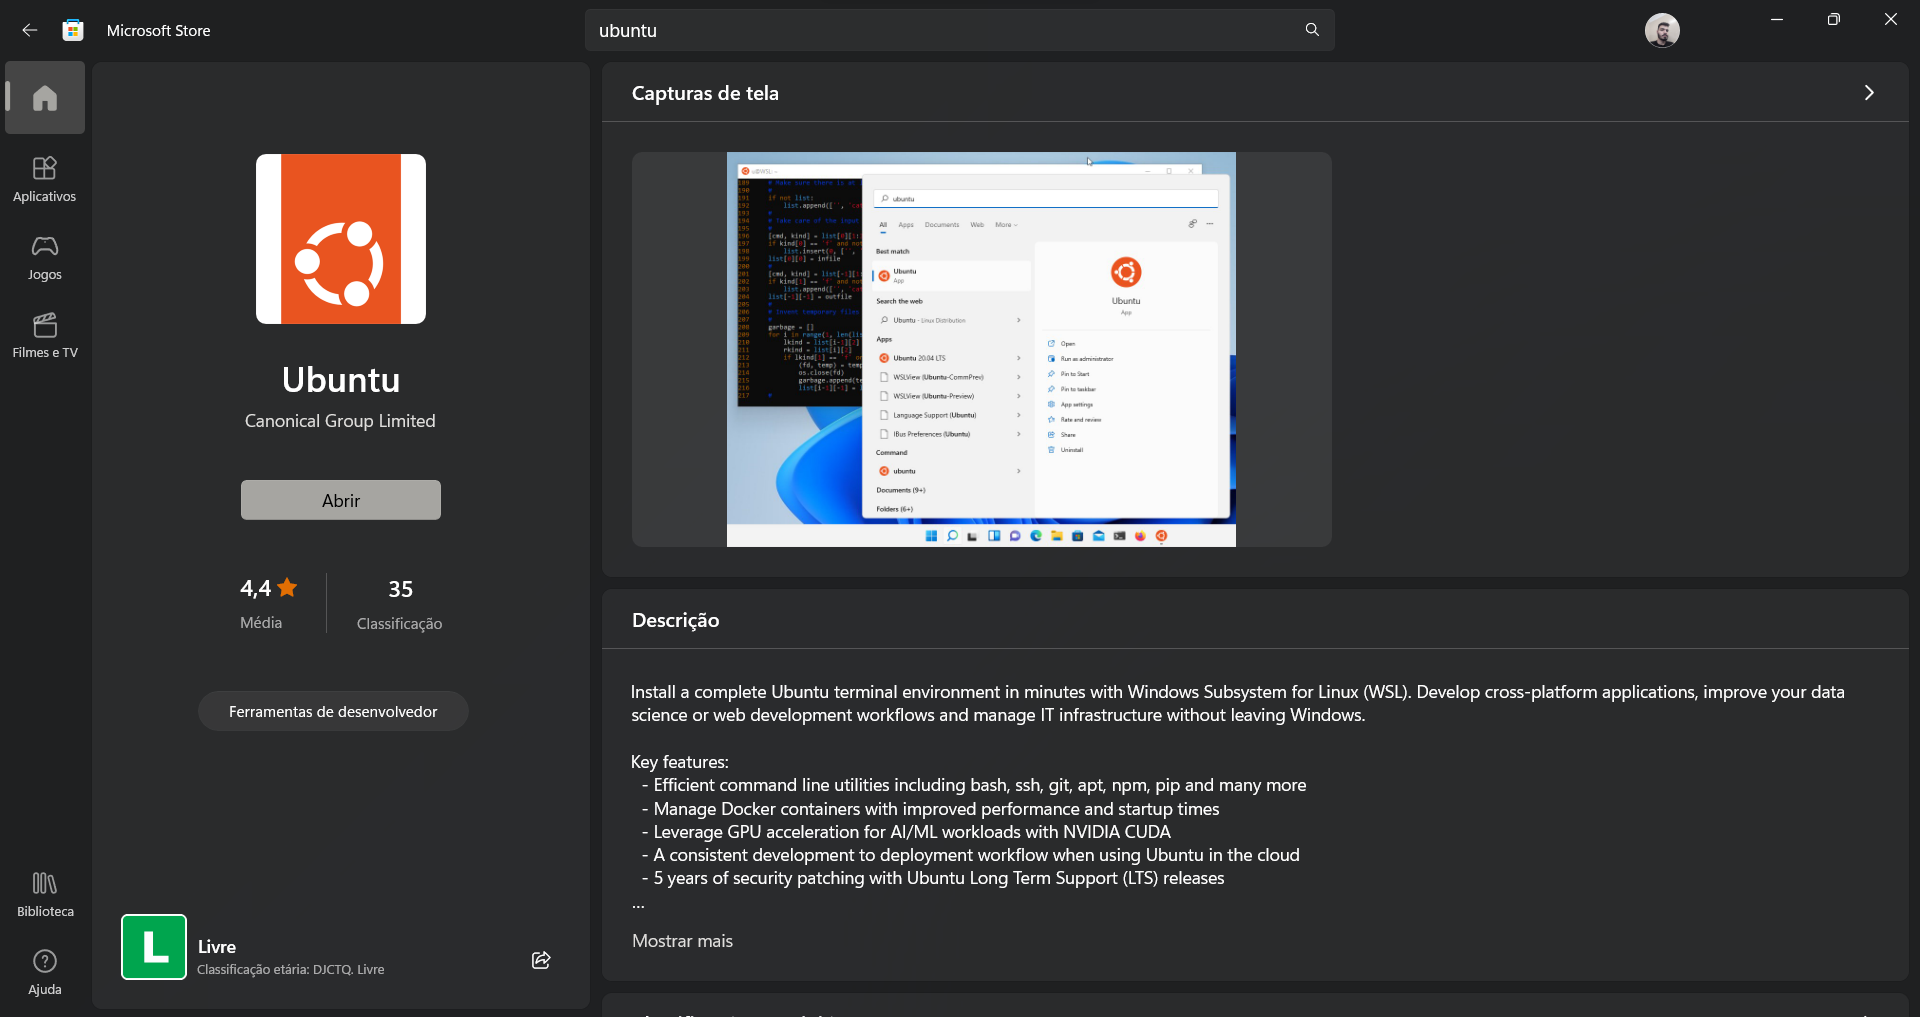 Microsoft Store
ubuntu
Aplicativos
Jogos
Filmes e TV
Biblioteca
Ajuda
Ubuntu
Canonical Group Limited
Abrir
4,4
35
Média
Classificação
Ferramentas de desenvolvedor
L
Livre
Classificação etária: DJCTQ. Livre
Capturas de tela
ubuntu
All Apps Documents Web More
Best match
Ubuntu
App
Search the web
Ubuntu - Linux Distribution
Apps
Ubuntu 20.04 LTS
WSLView (Ubuntu-CommPrev)
WSLView (Ubuntu-Preview)
Language Support (Ubuntu)
IBus Preferences (Ubuntu)
Command
ubuntu
Documents (9+)
Folders (6+)
Ubuntu
App
Open
Run as administrator
Pin to Start
Pin to taskbar
App settings
Rate and review
Share
Uninstall
Descrição
Install a complete Ubuntu terminal environment in minutes with Windows Subsystem for Linux (WSL). Develop cross-platform applications, improve your data
science or web development workflows and manage IT infrastructure without leaving Windows.
Key features:
- Efficient command line utilities including bash, ssh, git, apt, npm, pip and many more
- Manage Docker containers with improved performance and startup times
- Leverage GPU acceleration for AI/ML workloads with NVIDIA CUDA
- A consistent development to deployment workflow when using Ubuntu in the cloud
- 5 years of security patching with Ubuntu Long Term Support (LTS) releases
...
Mostrar mais